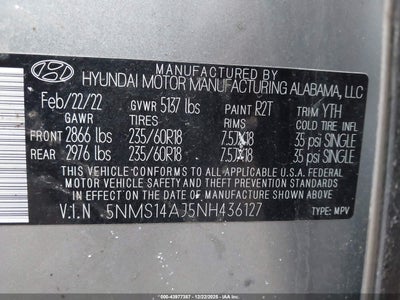 MANUFACTURED BY
HYUNDAI MOTOR MANUFACTURING ALABAMA, LLC
Feb/22/22 GVWR 5137 lbs PAINT R2T TRIM YTH
GAWR TIRES RIMS COLD TIRE INFL
FRONT 2866 lbs 235/60R18 7.5JX18 35 psi SINGLE
REAR 2976 lbs 235/60R18 7.5JX18 35 psi SINGLE
THIS VEHICLE CONFORMS TO ALL APPLICABLE U.S.A. FEDERAL
MOTOR VEHICLE SAFETY AND THEFT PREVENTION STANDARDS
IN EFFECT ON THE DATE OF MANUFACTURE SHOWN ABOVE.
V.I.N 5NMS14AJ5NH436127 TYPE: MPV